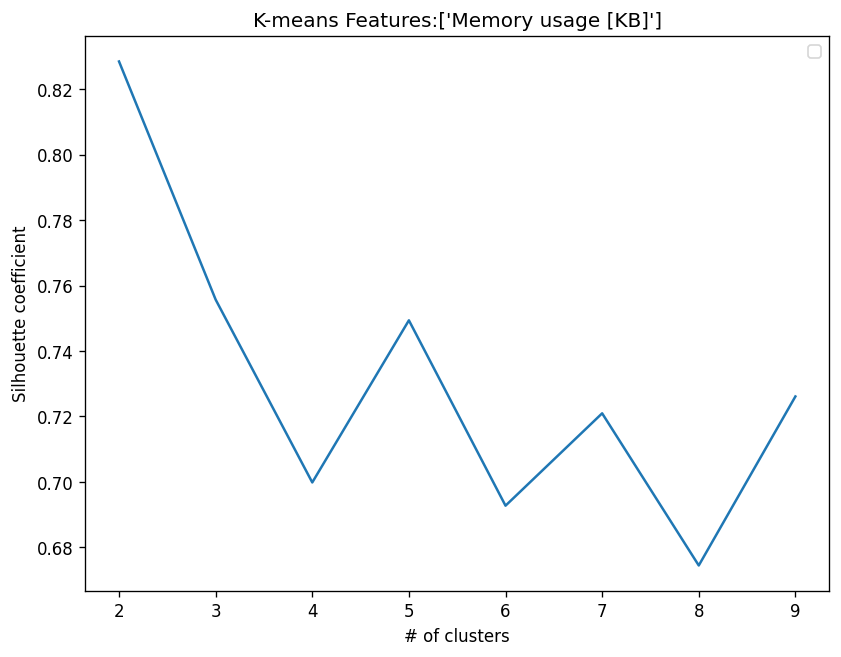 K-means Features:['Memory usage [KB]']
Silhouette coefficient
0.82
0.80
0.78
0.76
0.74
0.72
0.70
0.68
2 3 4 5 6 7 8 9
# of clusters